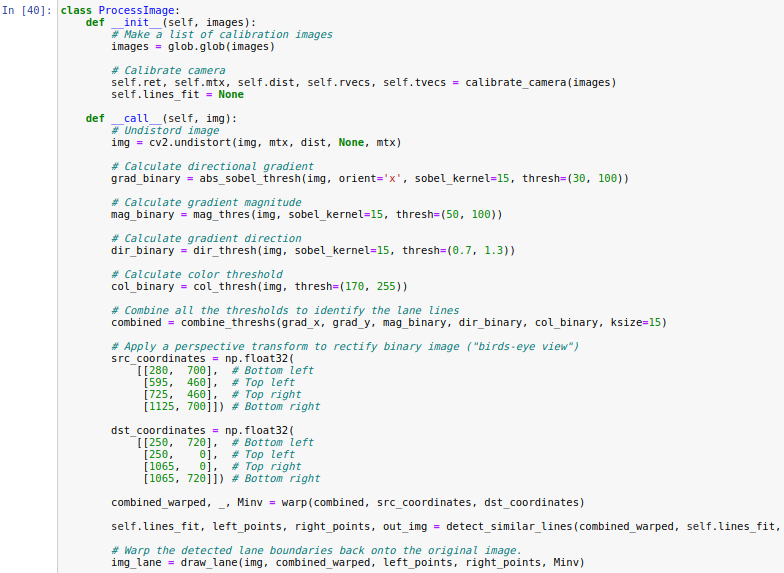 In [40]: class ProcessImage:
    def __init__(self, images):
        # Make a list of calibration images
        images = glob.glob(images)

        # Calibrate camera
        self.ret, self.mtx, self.dist, self.rvecs, self.tvecs = calibrate_camera(images)
        self.lines_fit = None

    def __call__(self, img):
        # Undistord image
        img = cv2.undistort(img, mtx, dist, None, mtx)

        # Calculate directional gradient
        grad_binary = abs_sobel_thresh(img, orient='x', sobel_kernel=15, thresh=(30, 100))

        # Calculate gradient magnitude
        mag_binary = mag_thres(img, sobel_kernel=15, thresh=(50, 100))

        # Calculate gradient direction
        dir_binary = dir_thresh(img, sobel_kernel=15, thresh=(0.7, 1.3))

        # Calculate color threshold
        col_binary = col_thresh(img, thresh=(170, 255))

        # Combine all the thresholds to identify the lane lines
        combined = combine_threshs(grad_x, grad_y, mag_binary, dir_binary, col_binary, ksize=15)

        # Apply a perspective transform to rectify binary image ("birds-eye view")
        src_coordinates = np.float32(
            [[280,  700],  # Bottom left
             [595,  460],  # Top left
             [725,  460],  # Top right
             [1125, 700]]) # Bottom right

        dst_coordinates = np.float32(
            [[250,  720],  # Bottom left
             [250,    0],  # Top left
             [1065,   0],  # Top right
             [1065, 720]]) # Bottom right

        combined_warped, _, Minv = warp(combined, src_coordinates, dst_coordinates)

        self.lines_fit, left_points, right_points, out_img = detect_similar_lines(combined_warped, self.lines_fit,

        # Warp the detected lane boundaries back onto the original image.
        img_lane = draw_lane(img, combined_warped, left_points, right_points, Minv)